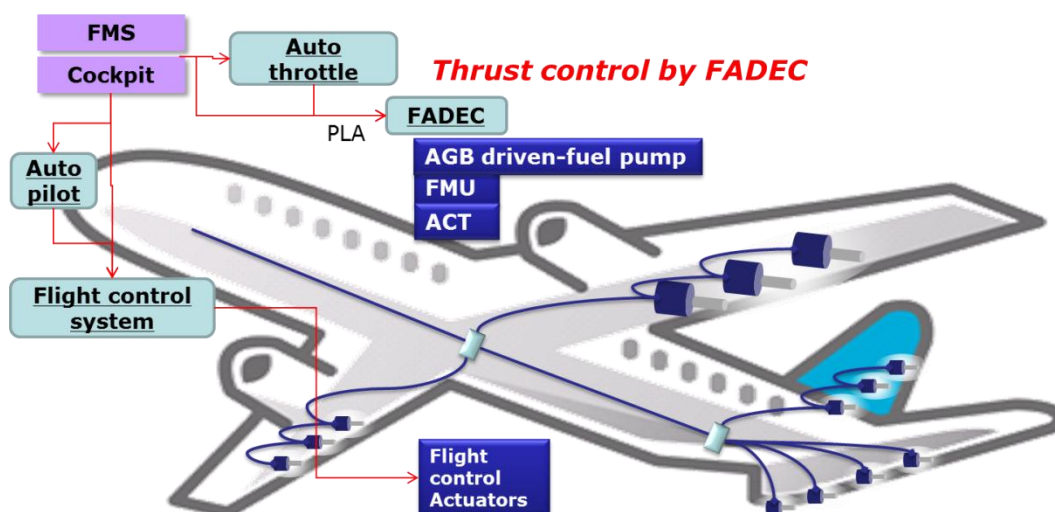 FMS
Cockpit
Auto
throttle
Thrust control by FADEC
PLA
FADEC
AGB driven-fuel pump
FMU
ACT
Auto
pilot
Flight control
system
Flight
control
Actuators